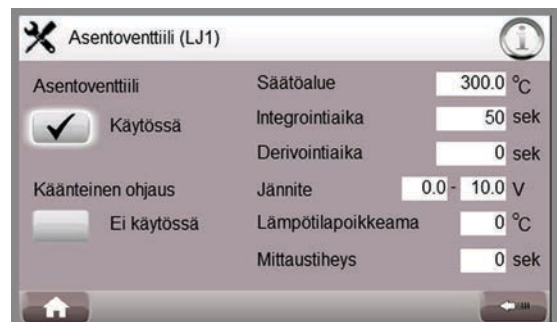 Asentoventtiili (LJ1)
Asentoventtiili
Käytössä
Käänteinen ohjaus
Ei käytössä
Säätöalue 300.0 °C
Integrointiaika 50 sek
Derivointiaika 0 sek
Jännite 0.0 - 10.0 V
Lämpötilapoikkeama 0 °C
Mittaustiheys 0 sek